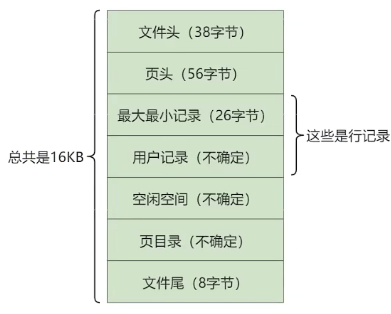 文件头（38字节）
页头（56字节）
最大最小记录（26字节）
用户记录（不确定）
这些是行记录
总共是16KB
空闲空间（不确定）
页目录（不确定）
文件尾（8字节）